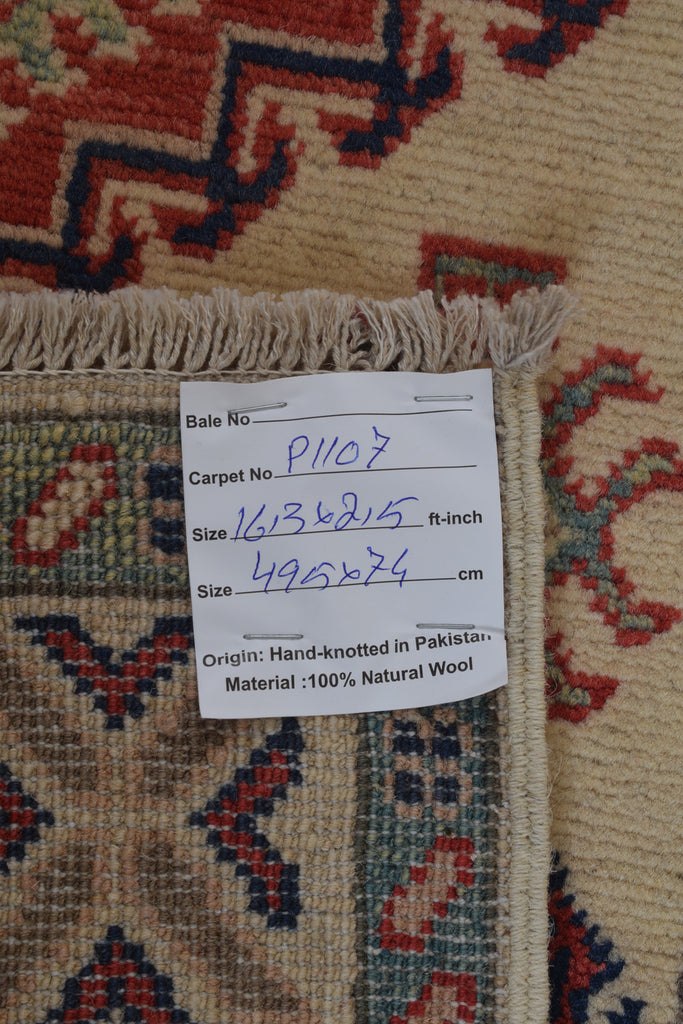 Bale No
Carpet No P1107
Size 16,3x2,5 ft-inch
Size 495x74 cm
Origin: Hand-knotted in Pakistan
Material :100% Natural Wool